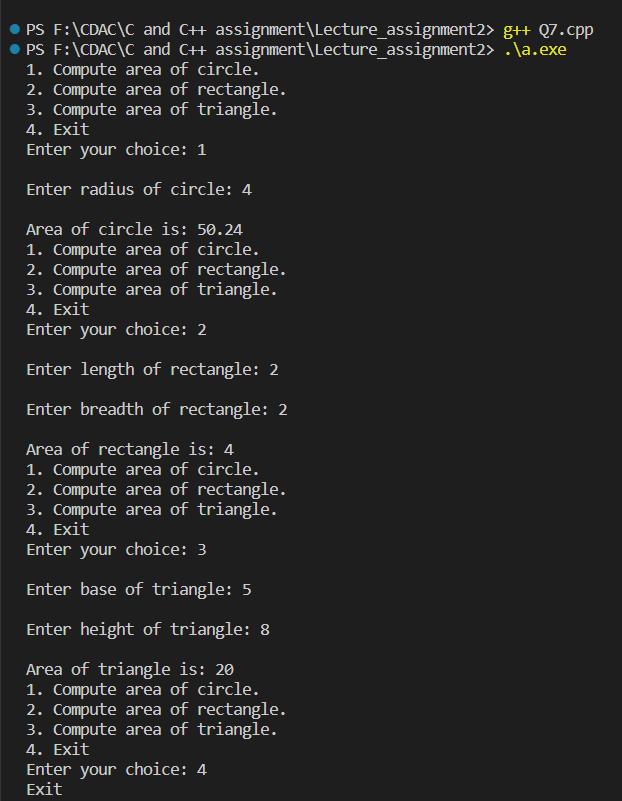 PS F:\CDAC\C and C++ assignment\Lecture_assignment2> g++ Q7.cpp
PS F:\CDAC\C and C++ assignment\Lecture_assignment2> .\a.exe
1. Compute area of circle.
2. Compute area of rectangle.
3. Compute area of triangle.
4. Exit
Enter your choice: 1
Enter radius of circle: 4
Area of circle is: 50.24
1. Compute area of circle.
2. Compute area of rectangle.
3. Compute area of triangle.
4. Exit
Enter your choice: 2
Enter length of rectangle: 2
Enter breadth of rectangle: 2
Area of rectangle is: 4
1. Compute area of circle.
2. Compute area of rectangle.
3. Compute area of triangle.
4. Exit
Enter your choice: 3
Enter base of triangle: 5
Enter height of triangle: 8
Area of triangle is: 20
1. Compute area of circle.
2. Compute area of rectangle.
3. Compute area of triangle.
4. Exit
Enter your choice: 4
Exit